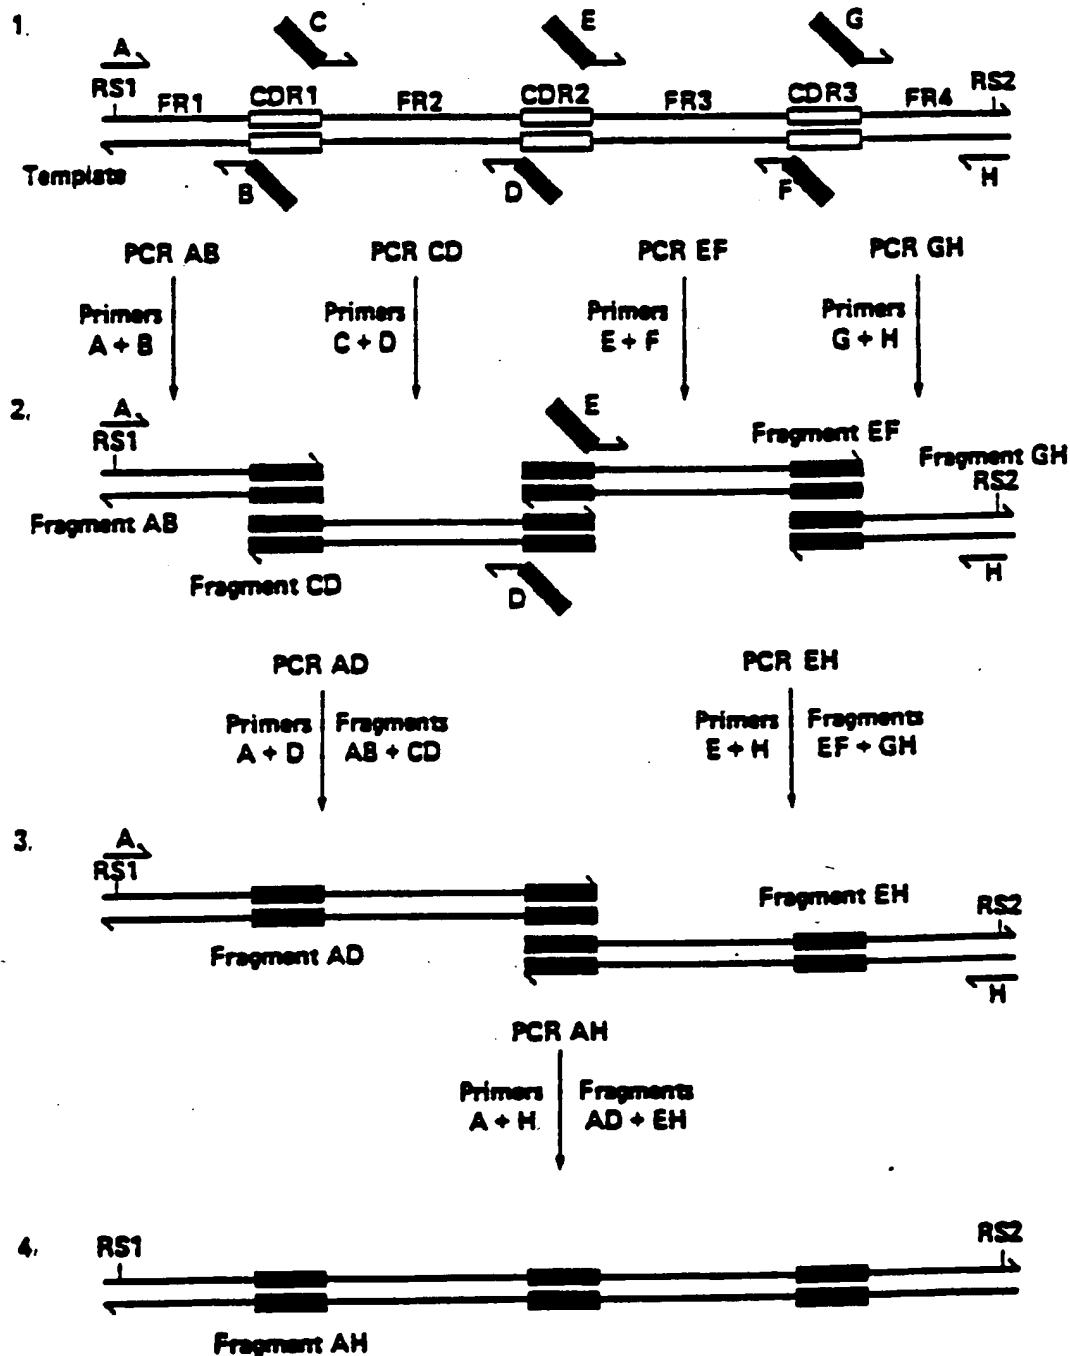 1.
A
C
E
G
RS1
FR1
CDR1
FR2
CDR2
FR3
CDR3
FR4
RS2
Template
B
D
F
H
PCR AB
PCR CD
PCR EF
PCR GH
Primers
A + B
Primers
C + D
Primers
E + F
Primers
G + H
2.
A
RS1
E
Fragment EF
Fragment GH
RS2
Fragment AB
Fragment CD
D
H
PCR AD
PCR EH
Primers
A + D
Fragments
AB + CD
Primers
E + H
Fragments
EF + GH
3.
A
RS1
Fragment EH
RS2
Fragment AD
H
PCR AH
Primers
A + H
Fragments
AD + EH
4.
RS1
RS2
Fragment AH